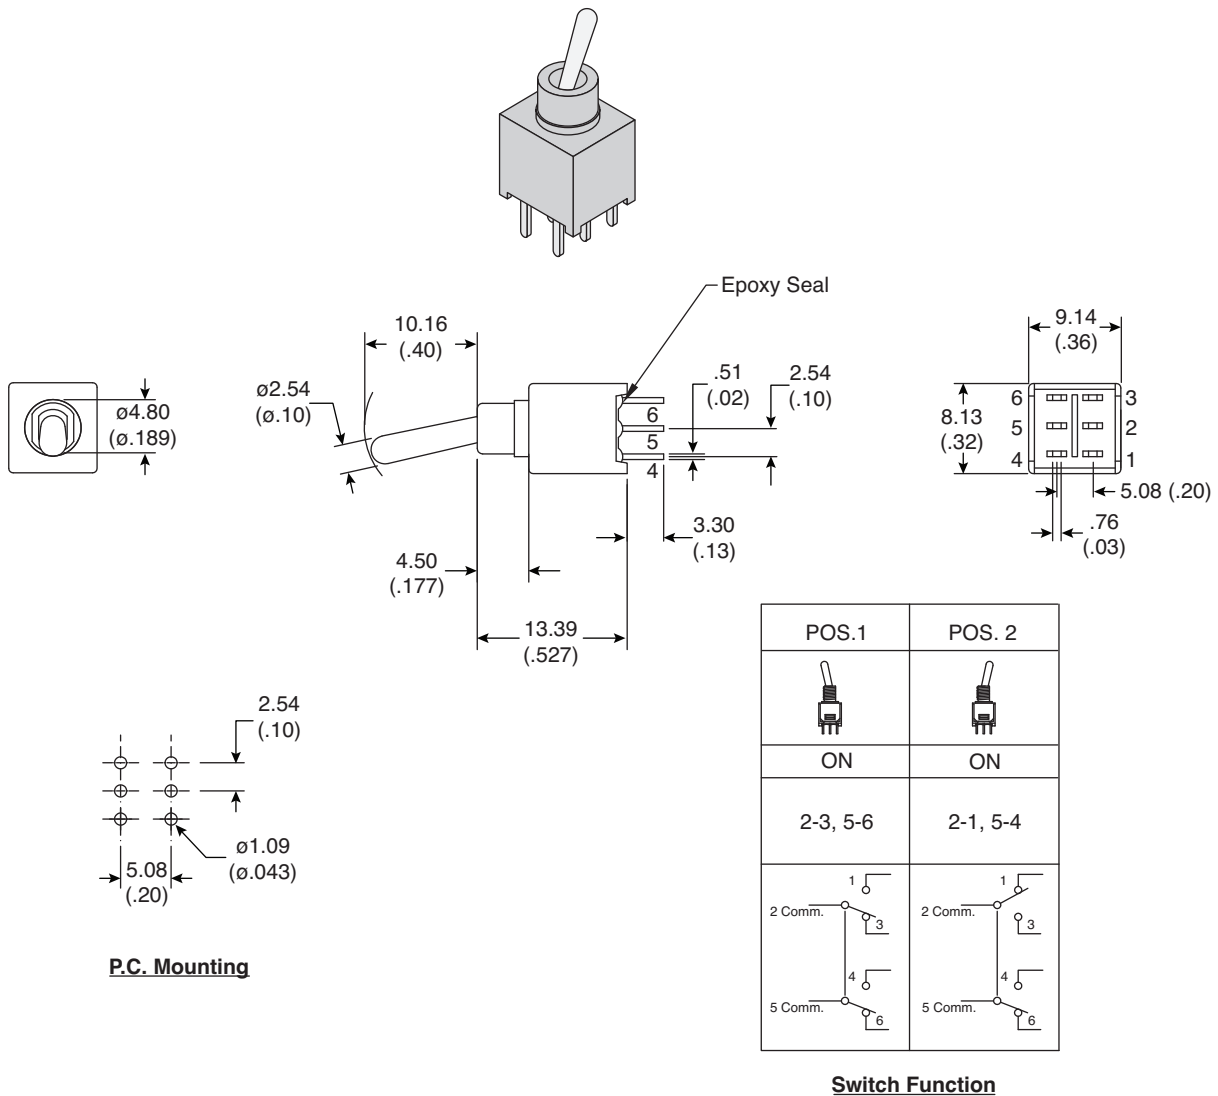 Epoxy Seal
10.16
(.40)
ø2.54
(ø.10)
.51
(.02)
2.54
(.10)
6
5
4
3.30
(.13)
4.50
(.177)
13.39
(.527)
ø4.80
(ø.189)
9.14
(.36)
8.13
(.32)
6 3
5 2
4 1
5.08 (.20)
.76
(.03)
2.54
(.10)
ø1.09
(ø.043)
5.08
(.20)
P.C. Mounting
POS.1 POS. 2
ON ON
2-3, 5-6 2-1, 5-4
1 1
2 Comm. 2 Comm.
3 3
4 4
5 Comm. 5 Comm.
6 6
Switch Function